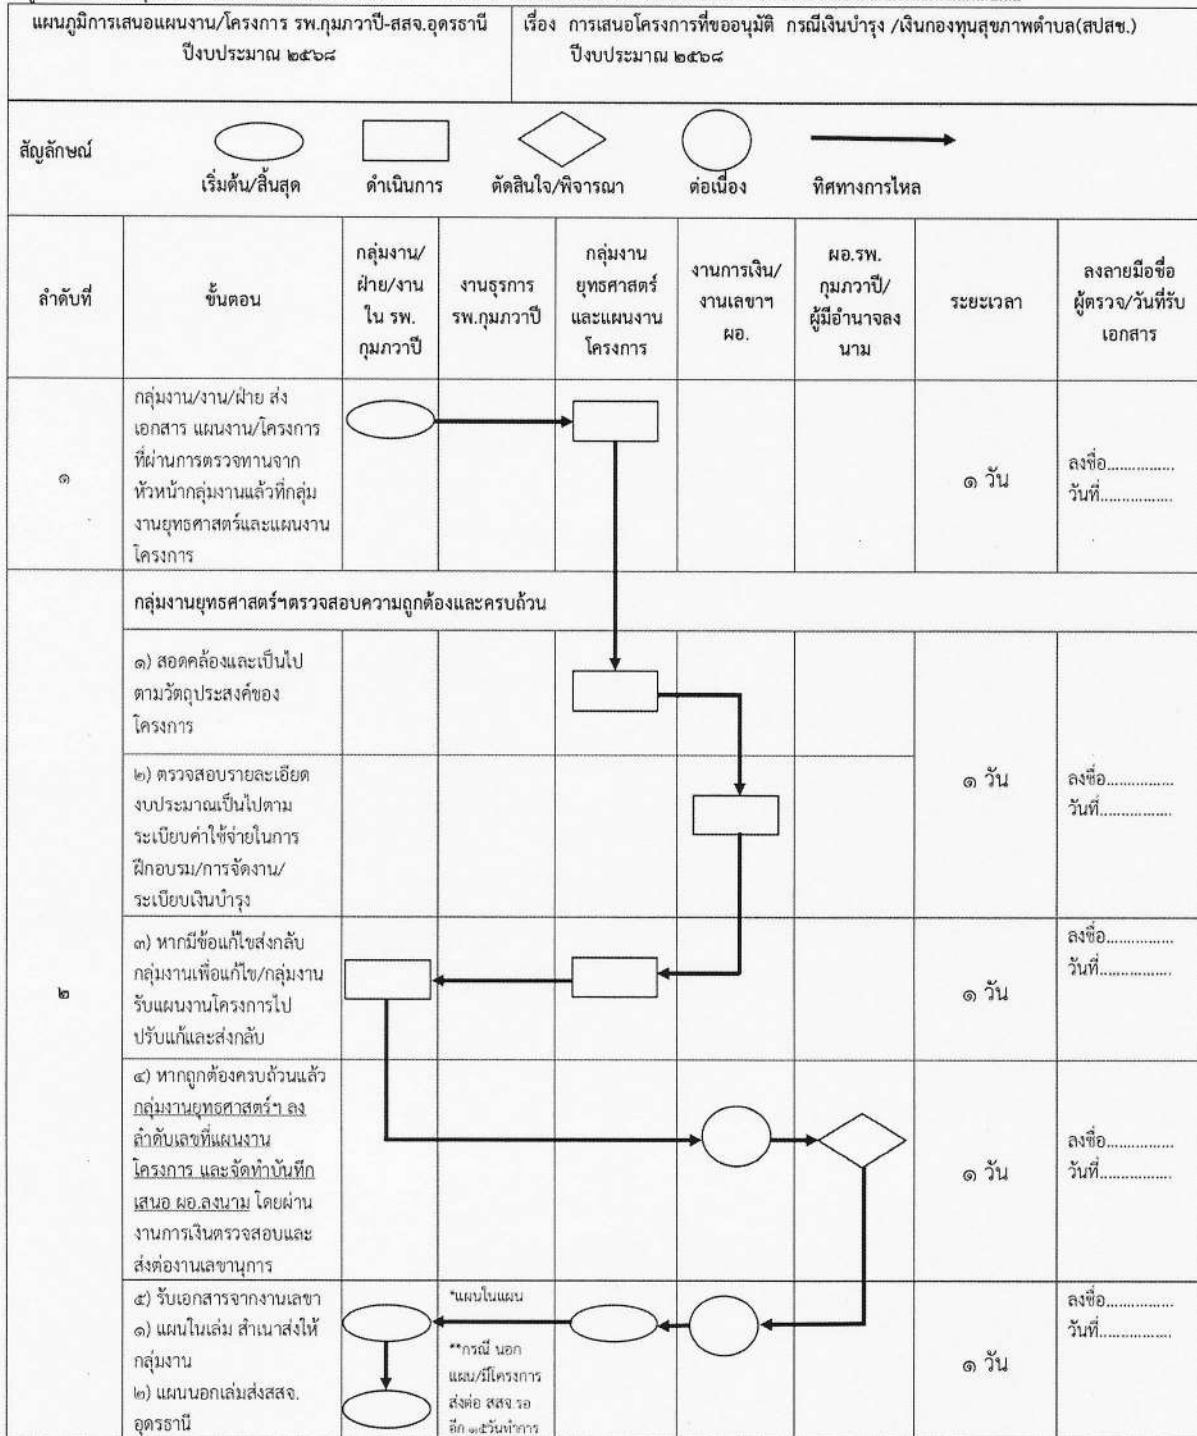 แผนภูมิการเสนอแผนงาน/โครงการ รพ.กุมภวาปี-สสจ.อุดรธานี
ปีงบประมาณ ๒๕๖๘
เรื่อง การเสนอโครงการที่ขออนุมัติ กรณีเงินบำรุง /เงินกองทุนสุขภาพตำบล(สปสช.)
ปีงบประมาณ ๒๕๖๘
สัญลักษณ์
เริ่มต้น/สิ้นสุด
ดำเนินการ
ตัดสินใจ/พิจารณา
ต่อเนื่อง
ทิศทางการไหล
ลำดับที่
ขั้นตอน
กลุ่มงาน/
ฝ่าย/งาน
ใน รพ.
กุมภวาปี
งานธุรการ
รพ.กุมภวาปี
กลุ่มงาน
ยุทธศาสตร์
และแผนงาน
โครงการ
งานการเงิน/
งานเลขาฯ
ผอ.
ผอ.รพ.
กุมภวาปี/
ผู้มีอำนาจลง
นาม
ระยะเวลา
ลงลายมือชื่อ
ผู้ตรวจ/วันที่รับ
เอกสาร
๑
กลุ่มงาน/งาน/ฝ่าย ส่ง
เอกสาร แผนงาน/โครงการ
ที่ผ่านการตรวจทานจาก
หัวหน้ากลุ่มงานแล้วที่กลุ่ม
งานยุทธศาสตร์และแผนงาน
โครงการ
๑ วัน
ลงชื่อ...............
วันที่................
๒
กลุ่มงานยุทธศาสตร์ฯตรวจสอบความถูกต้องและครบถ้วน
๑) สอดคล้องและเป็นไป
ตามวัตถุประสงค์ของ
โครงการ
๒) ตรวจสอบรายละเอียด
งบประมาณเป็นไปตาม
ระเบียบค่าใช้จ่ายในการ
ฝึกอบรม/การจัดงาน/
ระเบียบเงินบำรุง
๑ วัน
ลงชื่อ...............
วันที่................
๓) หากมีข้อแก้ไขส่งกลับ
กลุ่มงานเพื่อแก้ไข/กลุ่มงาน
รับแผนงานโครงการไป
ปรับแก้และส่งกลับ
๑ วัน
ลงชื่อ...............
วันที่................
๔) หากถูกต้องครบถ้วนแล้ว
กลุ่มงานยุทธศาสตร์ฯ ลง
ลำดับเลขที่แผนงาน
โครงการ และจัดทำบันทึก
เสนอ ผอ.ลงนาม โดยผ่าน
งานการเงินตรวจสอบและ
ส่งต่องานเลขานุการ
๑ วัน
ลงชื่อ...............
วันที่................
๕) รับเอกสารจากงานเลขา
๑) แผนในเล่ม สำเนาส่งให้
กลุ่มงาน
๒) แผนนอกเล่มส่งสสจ.
อุดรธานี
*แผนในแผน
**กรณี นอก
แผน/มีโครงการ
ส่งต่อ สสจ.รอ
อีก ๑๕วันทำการ
๑ วัน
ลงชื่อ...............
วันที่................